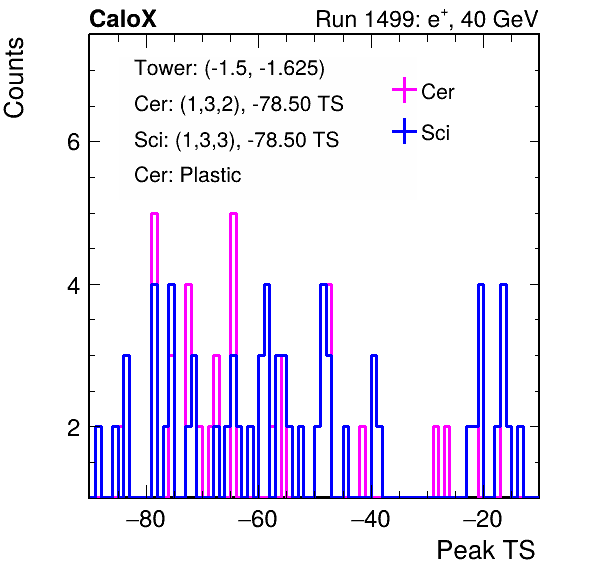 CaloX Run 1499: e⁺, 40 GeV
Counts
Tower: (-1.5, -1.625)
Cer: (1,3,2), -78.50 TS
Sci: (1,3,3), -78.50 TS
Cer: Plastic
Cer
Sci
6
4
2
−80 −60 −40 −20
Peak TS